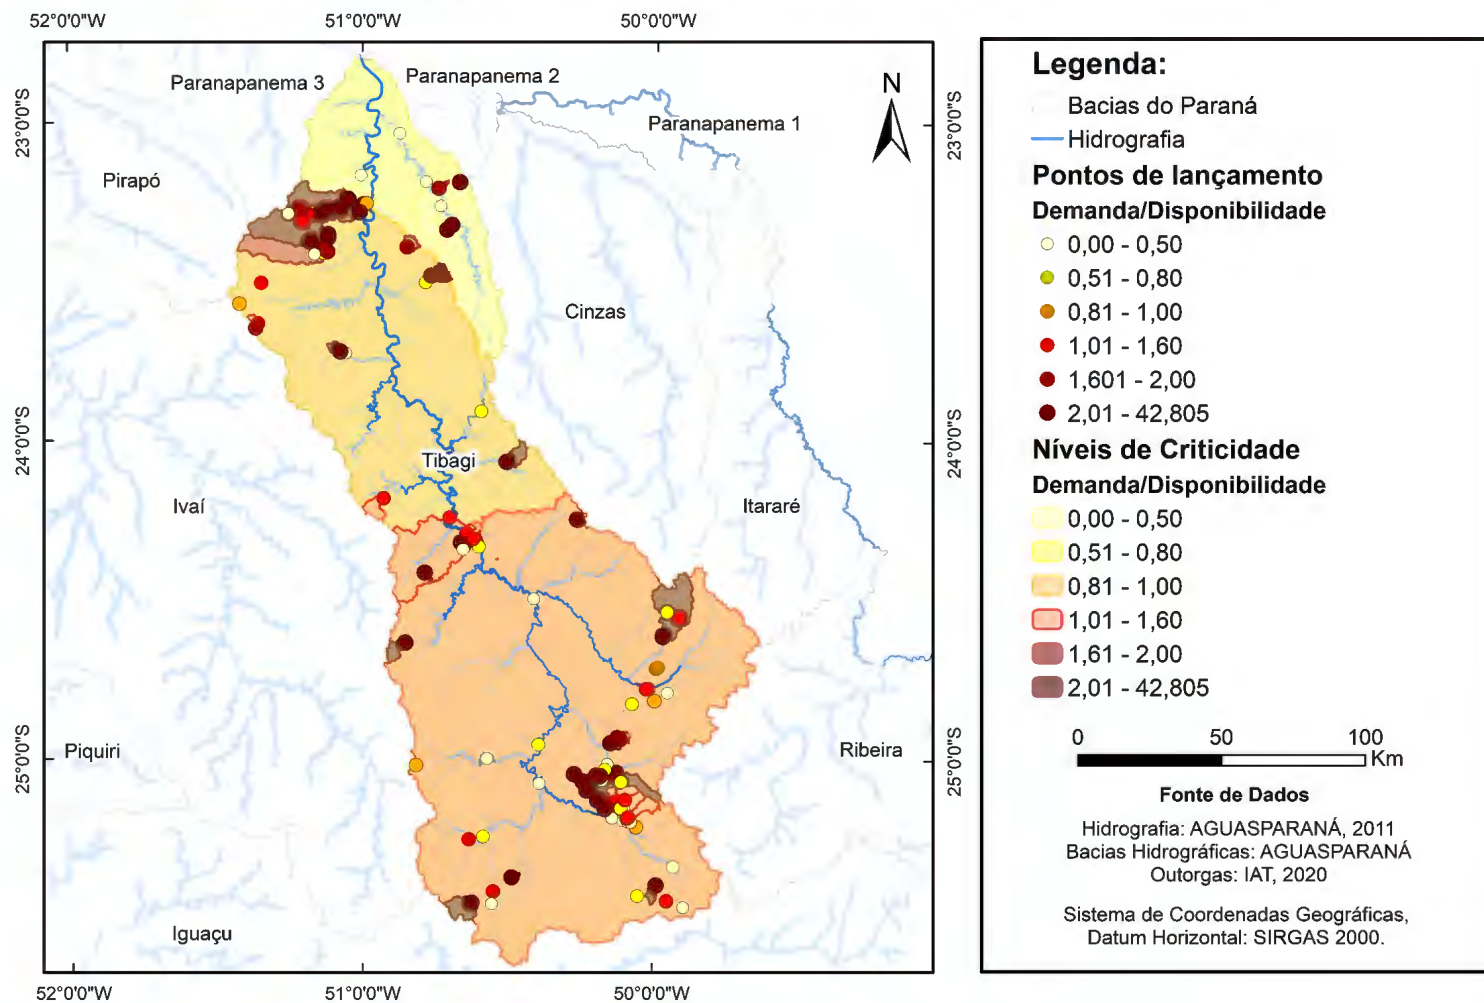 52°0'0"W
51°0'0"W
50°0'0"W
23°0'0"S
24°0'0"S
25°0'0"S
23°0'0"S
24°0'0"S
25°0'0"S
Paranapanema 3
Paranapanema 2
Paranapanema 1
N
Pirapó
Cinzas
Tibagi
Ivaí
Itararé
Piquiri
Ribeira
Iguaçu
52°0'0"W
51°0'0"W
50°0'0"W
Legenda:
Bacias do Paraná
Hidrografia
Pontos de lançamento
Demanda/Disponibilidade
0,00 - 0,50
0,51 - 0,80
0,81 - 1,00
1,01 - 1,60
1,601 - 2,00
2,01 - 42,805
Níveis de Criticidade
Demanda/Disponibilidade
0,00 - 0,50
0,51 - 0,80
0,81 - 1,00
1,01 - 1,60
1,61 - 2,00
2,01 - 42,805
0 50 100
Km
Fonte de Dados
Hidrografia: AGUASPARANÁ, 2011
Bacias Hidrográficas: AGUASPARANÁ
Outorgas: IAT, 2020
Sistema de Coordenadas Geográficas,
Datum Horizontal: SIRGAS 2000.